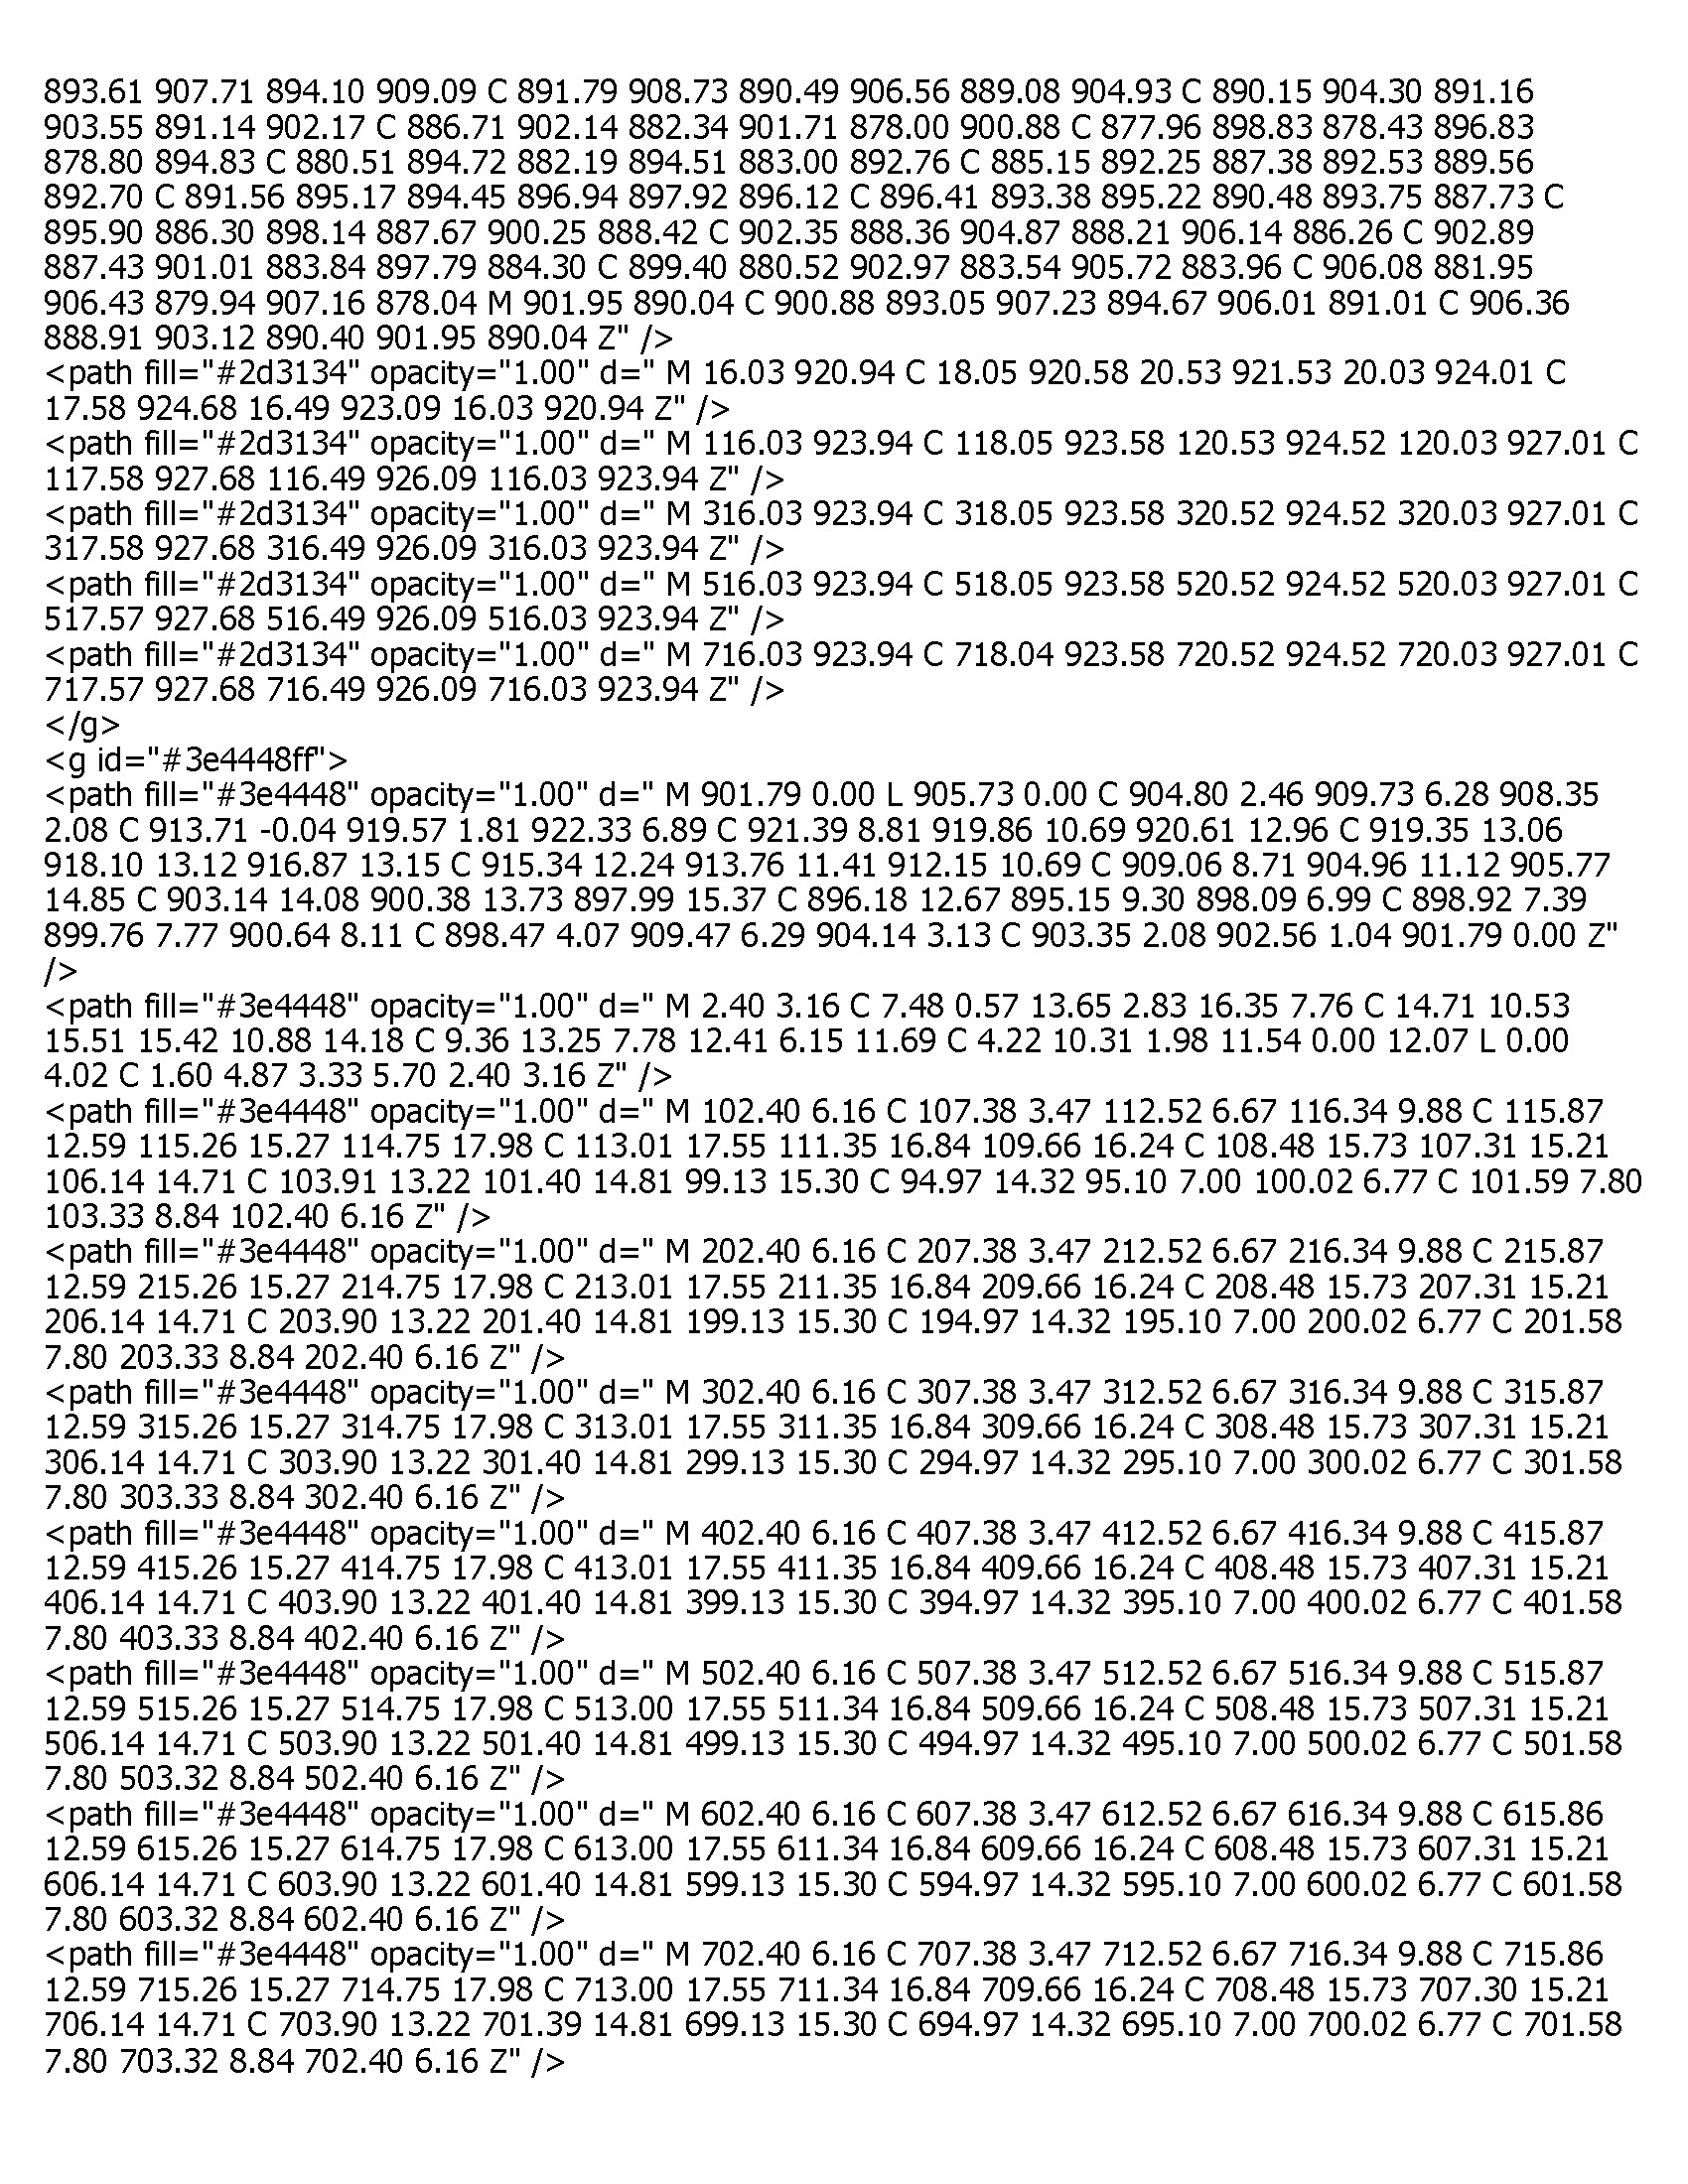 893.61 907.71 894.10 909.09 C 891.79 908.73 890.49 906.56 889.08 904.93 C 890.15 904.30 891.16
903.55 891.14 902.17 C 886.71 902.14 882.34 901.71 878.00 900.88 C 877.96 898.83 878.43 896.83
878.80 894.83 C 880.51 894.72 882.19 894.51 883.00 892.76 C 885.15 892.25 887.38 892.53 889.56
892.70 C 891.56 895.17 894.45 896.94 897.92 896.12 C 896.41 893.38 895.22 890.48 893.75 887.73 C
895.90 886.30 898.14 887.67 900.25 888.42 C 902.35 888.36 904.87 888.21 906.14 886.26 C 902.89
887.43 901.01 883.84 897.79 884.30 C 899.40 880.52 902.97 883.54 905.72 883.96 C 906.08 881.95
906.43 879.94 907.16 878.04 M 901.95 890.04 C 900.88 893.05 907.23 894.67 906.01 891.01 C 906.36
888.91 903.12 890.40 901.95 890.04 Z" />
<path fill="#2d3134" opacity="1.00" d=" M 16.03 920.94 C 18.05 920.58 20.53 921.53 20.03 924.01 C
17.58 924.68 16.49 923.09 16.03 920.94 Z" />
<path fill="#2d3134" opacity="1.00" d=" M 116.03 923.94 C 118.05 923.58 120.53 924.52 120.03 927.01 C
117.58 927.68 116.49 926.09 116.03 923.94 Z" />
<path fill="#2d3134" opacity="1.00" d=" M 316.03 923.94 C 318.05 923.58 320.52 924.52 320.03 927.01 C
317.58 927.68 316.49 926.09 316.03 923.94 Z" />
<path fill="#2d3134" opacity="1.00" d=" M 516.03 923.94 C 518.05 923.58 520.52 924.52 520.03 927.01 C
517.57 927.68 516.49 926.09 516.03 923.94 Z" />
<path fill="#2d3134" opacity="1.00" d=" M 716.03 923.94 C 718.04 923.58 720.52 924.52 720.03 927.01 C
717.57 927.68 716.49 926.09 716.03 923.94 Z" />
</g>
<g id="#3e4448ff">
<path fill="#3e4448" opacity="1.00" d=" M 901.79 0.00 L 905.73 0.00 C 904.80 2.46 909.73 6.28 908.35
2.08 C 913.71 -0.04 919.57 1.81 922.33 6.89 C 921.39 8.81 919.86 10.69 920.61 12.96 C 919.35 13.06
918.10 13.12 916.87 13.15 C 915.34 12.24 913.76 11.41 912.15 10.69 C 909.06 8.71 904.96 11.12 905.77
14.85 C 903.14 14.08 900.38 13.73 897.99 15.37 C 896.18 12.67 895.15 9.30 898.09 6.99 C 898.92 7.39
899.76 7.77 900.64 8.11 C 898.47 4.07 909.47 6.29 904.14 3.13 C 903.35 2.08 902.56 1.04 901.79 0.00 Z"
/>
<path fill="#3e4448" opacity="1.00" d=" M 2.40 3.16 C 7.48 0.57 13.65 2.83 16.35 7.76 C 14.71 10.53
15.51 15.42 10.88 14.18 C 9.36 13.25 7.78 12.41 6.15 11.69 C 4.22 10.31 1.98 11.54 0.00 12.07 L 0.00
4.02 C 1.60 4.87 3.33 5.70 2.40 3.16 Z" />
<path fill="#3e4448" opacity="1.00" d=" M 102.40 6.16 C 107.38 3.47 112.52 6.67 116.34 9.88 C 115.87
12.59 115.26 15.27 114.75 17.98 C 113.01 17.55 111.35 16.84 109.66 16.24 C 108.48 15.73 107.31 15.21
106.14 14.71 C 103.91 13.22 101.40 14.81 99.13 15.30 C 94.97 14.32 95.10 7.00 100.02 6.77 C 101.59 7.80
103.33 8.84 102.40 6.16 Z" />
<path fill="#3e4448" opacity="1.00" d=" M 202.40 6.16 C 207.38 3.47 212.52 6.67 216.34 9.88 C 215.87
12.59 215.26 15.27 214.75 17.98 C 213.01 17.55 211.35 16.84 209.66 16.24 C 208.48 15.73 207.31 15.21
206.14 14.71 C 203.90 13.22 201.40 14.81 199.13 15.30 C 194.97 14.32 195.10 7.00 200.02 6.77 C 201.58
7.80 203.33 8.84 202.40 6.16 Z" />
<path fill="#3e4448" opacity="1.00" d=" M 302.40 6.16 C 307.38 3.47 312.52 6.67 316.34 9.88 C 315.87
12.59 315.26 15.27 314.75 17.98 C 313.01 17.55 311.35 16.84 309.66 16.24 C 308.48 15.73 307.31 15.21
306.14 14.71 C 303.90 13.22 301.40 14.81 299.13 15.30 C 294.97 14.32 295.10 7.00 300.02 6.77 C 301.58
7.80 303.33 8.84 302.40 6.16 Z" />
<path fill="#3e4448" opacity="1.00" d=" M 402.40 6.16 C 407.38 3.47 412.52 6.67 416.34 9.88 C 415.87
12.59 415.26 15.27 414.75 17.98 C 413.01 17.55 411.35 16.84 409.66 16.24 C 408.48 15.73 407.31 15.21
406.14 14.71 C 403.90 13.22 401.40 14.81 399.13 15.30 C 394.97 14.32 395.10 7.00 400.02 6.77 C 401.58
7.80 403.33 8.84 402.40 6.16 Z" />
<path fill="#3e4448" opacity="1.00" d=" M 502.40 6.16 C 507.38 3.47 512.52 6.67 516.34 9.88 C 515.87
12.59 515.26 15.27 514.75 17.98 C 513.00 17.55 511.34 16.84 509.66 16.24 C 508.48 15.73 507.31 15.21
506.14 14.71 C 503.90 13.22 501.40 14.81 499.13 15.30 C 494.97 14.32 495.10 7.00 500.02 6.77 C 501.58
7.80 503.32 8.84 502.40 6.16 Z" />
<path fill="#3e4448" opacity="1.00" d=" M 602.40 6.16 C 607.38 3.47 612.52 6.67 616.34 9.88 C 615.86
12.59 615.26 15.27 614.75 17.98 C 613.00 17.55 611.34 16.84 609.66 16.24 C 608.48 15.73 607.31 15.21
606.14 14.71 C 603.90 13.22 601.40 14.81 599.13 15.30 C 594.97 14.32 595.10 7.00 600.02 6.77 C 601.58
7.80 603.32 8.84 602.40 6.16 Z" />
<path fill="#3e4448" opacity="1.00" d=" M 702.40 6.16 C 707.38 3.47 712.52 6.67 716.34 9.88 C 715.86
12.59 715.26 15.27 714.75 17.98 C 713.00 17.55 711.34 16.84 709.66 16.24 C 708.48 15.73 707.30 15.21
706.14 14.71 C 703.90 13.22 701.39 14.81 699.13 15.30 C 694.97 14.32 695.10 7.00 700.02 6.77 C 701.58
7.80 703.32 8.84 702.40 6.16 Z" />